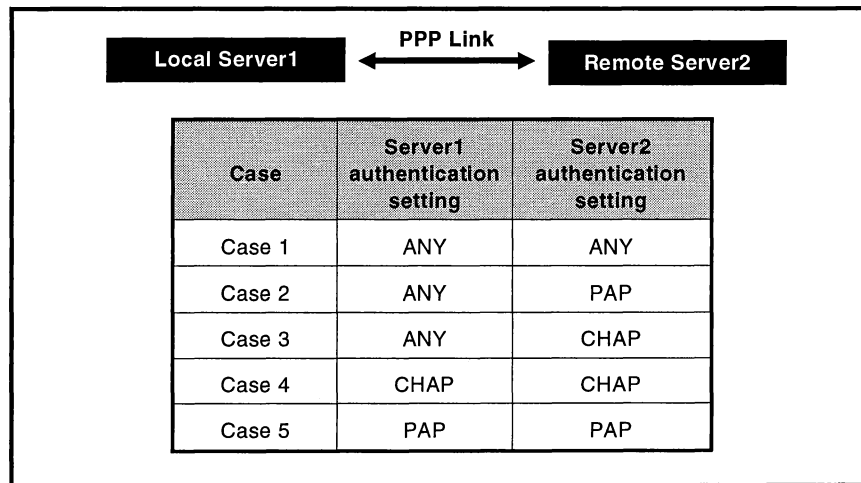 PPP Link
Local Server1
Remote Server2
Case
Server1 authentication setting
Server2 authentication setting
Case 1 ANY ANY
Case 2 ANY PAP
Case 3 ANY CHAP
Case 4 CHAP CHAP
Case 5 PAP PAP